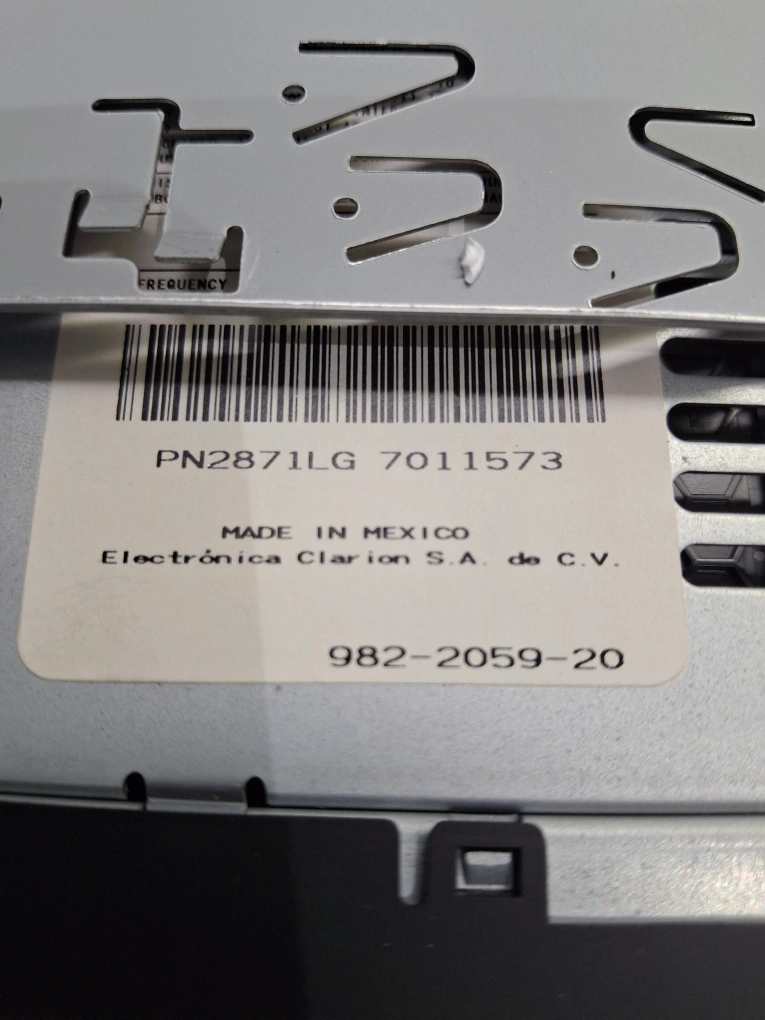 FREQUENCY
PN2871LG 7011573
MADE IN MEXICO
Electrónica Clarion S.A. de C.V.
982-2059-20